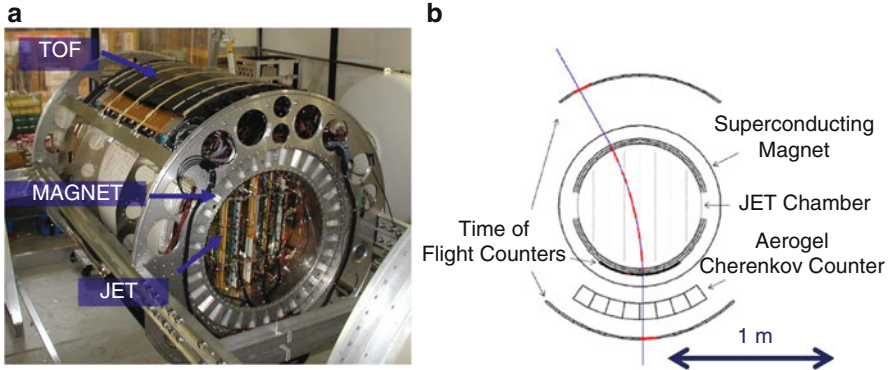 a
TOF
MAGNET
JET
b
Superconducting
Magnet
JET Chamber
Time of
Flight Counters
Aerogel
Cherenkov Counter
1 m